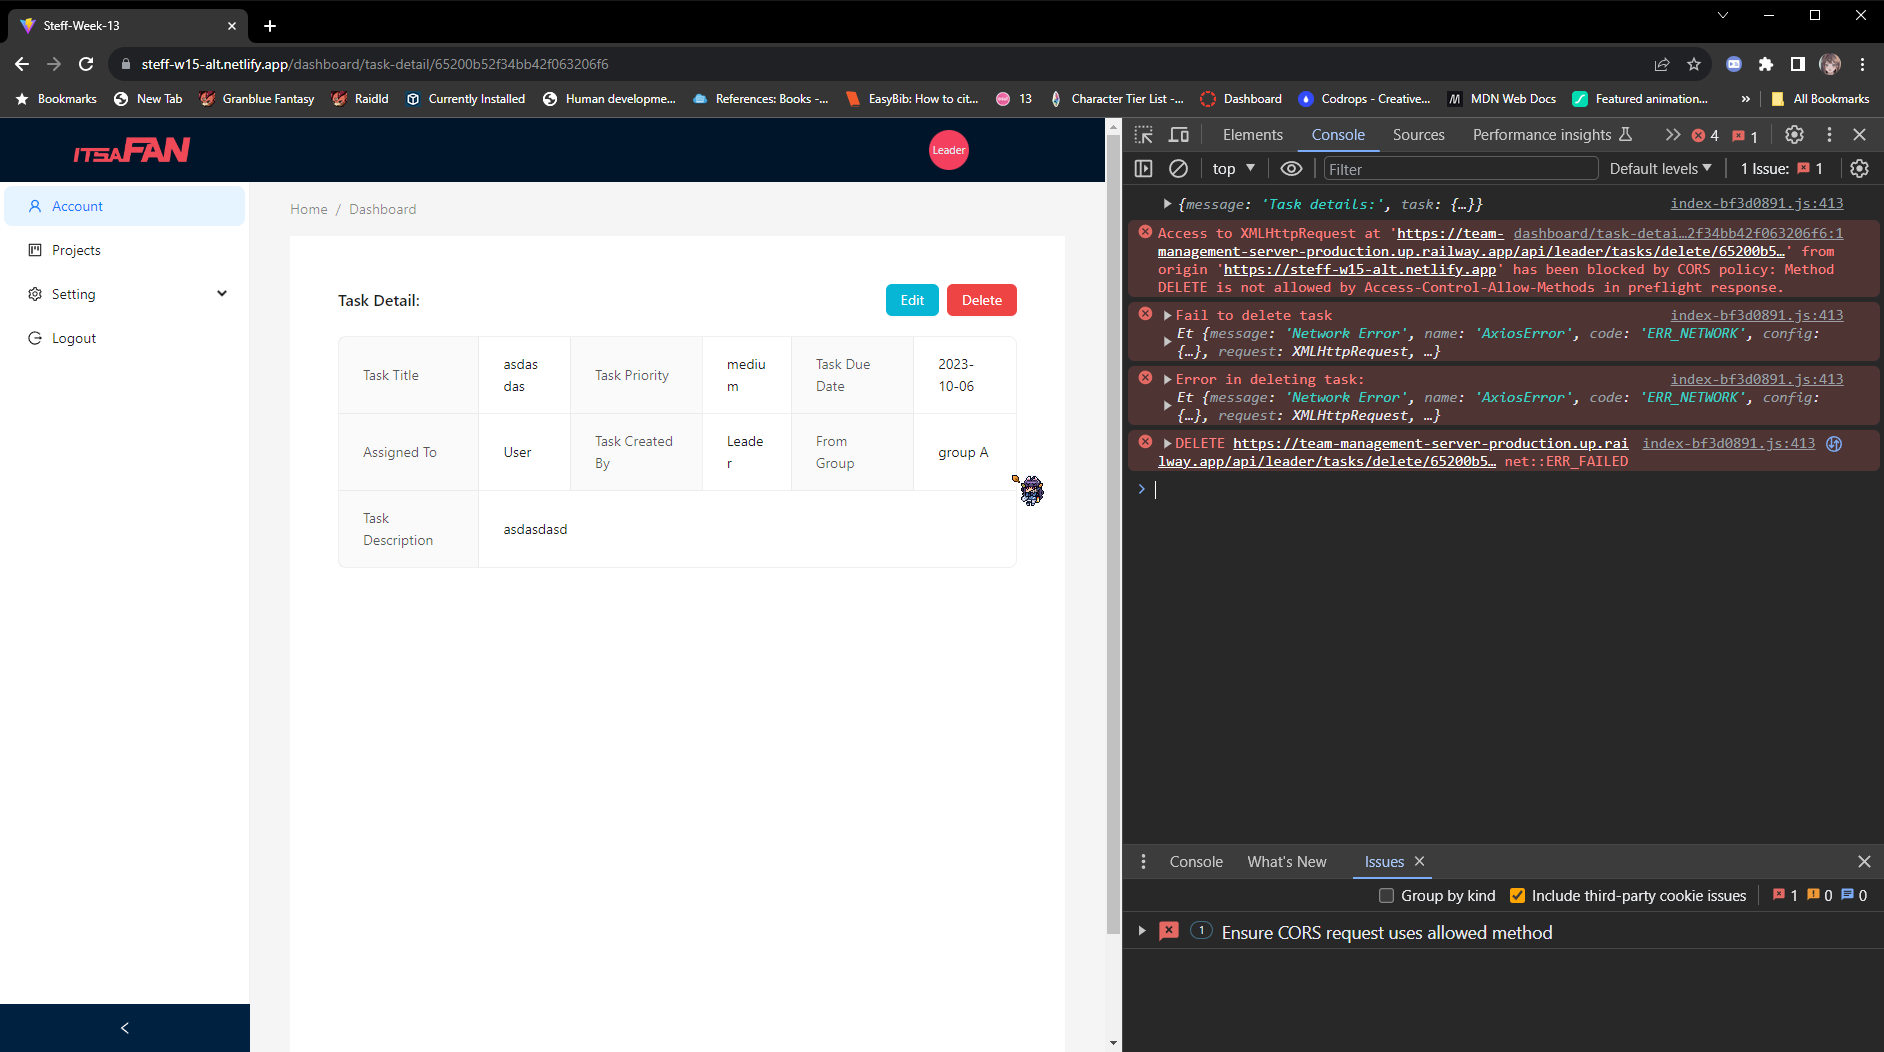 Steff-Week-13
steff-w15-alt.netlify.app/dashboard/task-detail/65200b52f34bb42f063206f6
Bookmarks New Tab Granblue Fantasy RaidId Currently Installed Human developme... References: Books -... EasyBib: How to cit... 13 Character Tier List -... Dashboard Codrops - Creative... MDN Web Docs Featured animation... » All Bookmarks
ITSAFAN
Leader
Account
Projects
Setting
Logout
Home / Dashboard
Task Detail:
Edit Delete
Task Title
asdas
das
Task Priority
mediu
m
Task Due
Date
2023-
10-06
Assigned To
User
Task Created
By
Leade
r
From
Group
group A
Task
Description
asdasdasd
Elements Console Sources Performance insights 4 1
top Filter Default levels 1 Issue: 1
{message: 'Task details:', task: {…}} index-bf3d0891.js:413
Access to XMLHttpRequest at 'https://team- dashboard/task-detai…2f34bb42f063206f6:1
management-server-production.up.railway.app/api/leader/tasks/delete/65200b5…' from
origin 'https://steff-w15-alt.netlify.app' has been blocked by CORS policy: Method
DELETE is not allowed by Access-Control-Allow-Methods in preflight response.
Fail to delete task index-bf3d0891.js:413
Et {message: 'Network Error', name: 'AxiosError', code: 'ERR_NETWORK', config:
{…}, request: XMLHttpRequest, …}
Error in deleting task: index-bf3d0891.js:413
Et {message: 'Network Error', name: 'AxiosError', code: 'ERR_NETWORK', config:
{…}, request: XMLHttpRequest, …}
DELETE https://team-management-server-production.up.rai index-bf3d0891.js:413
lway.app/api/leader/tasks/delete/65200b5… net::ERR_FAILED
Console What's New Issues
Group by kind Include third-party cookie issues 1 0 0
1 Ensure CORS request uses allowed method